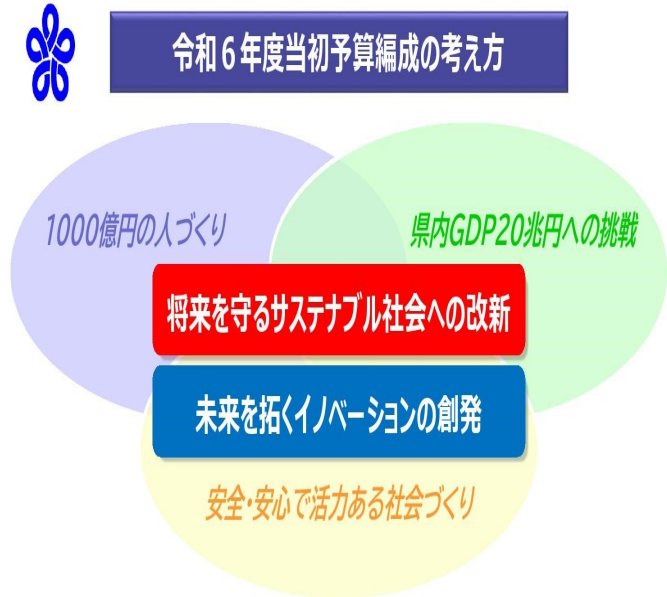 令和６年度当初予算編成の考え方
1000億円の人づくり
県内GDP20兆円への挑戦
将来を守るサステナブル社会への改新
未来を拓くイノベーションの創発
安全・安心で活力ある社会づくり